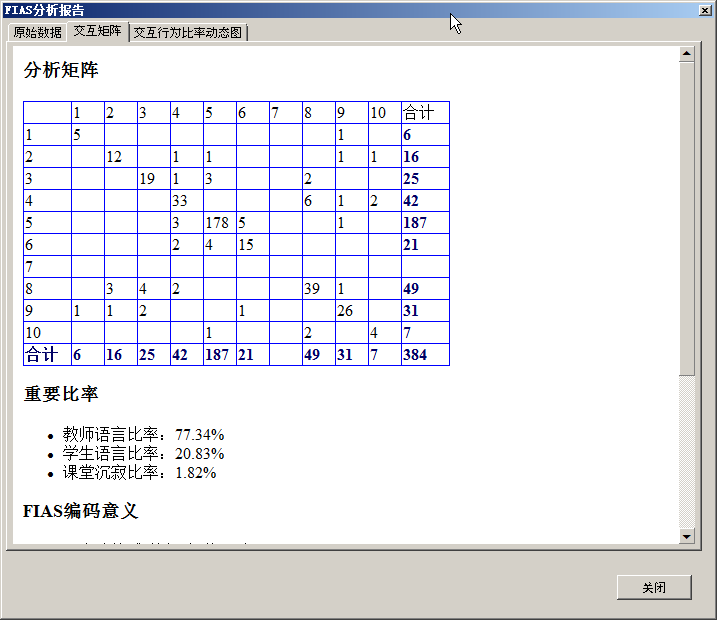 FIAS分析报告
原始数据 交互矩阵 交互行为比率动态图
分析矩阵
1 2 3 4 5 6 7 8 9 10 合计
1 5 1 6
2 12 1 1 1 1 16
3 19 1 3 2 25
4 33 6 1 2 42
5 3 178 5 1 187
6 2 4 15 21
7
8 3 4 2 39 1 49
9 1 1 2 1 26 31
10 1 2 4 7
合计 6 16 25 42 187 21 49 31 7 384
重要比率
• 教师语言比率：77.34%
• 学生语言比率：20.83%
• 课堂沉寂比率：1.82%
FIAS编码意义
关闭